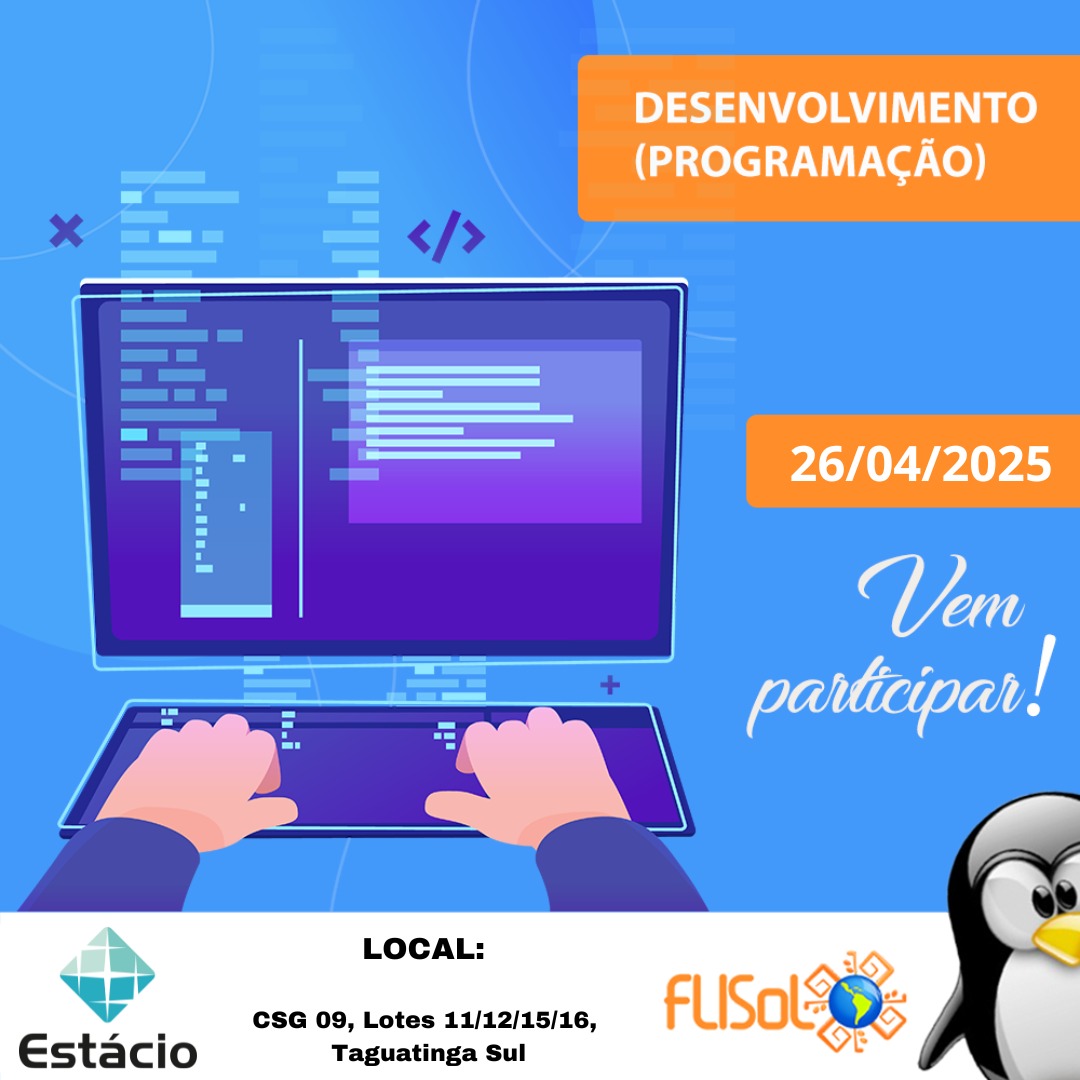 DESENVOLVIMENTO
(PROGRAMAÇÃO)
</>
26/04/2025
Vem
participar!
LOCAL:
CSG 09, Lotes 11/12/15/16,
Taguatinga Sul
Estácio
FLISol